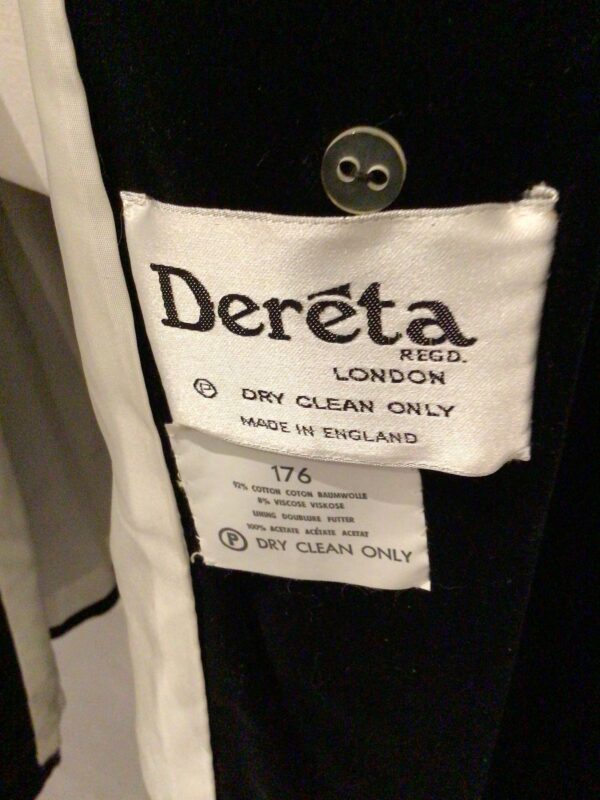 Derēta
REGD.
LONDON
Ⓟ DRY CLEAN ONLY
MADE IN ENGLAND
176
92% COTTON COTON BAUMWOLLE
8% VISCOSE VISKOSE
LINING DOUBLURE FUTTER
100% ACETATE ACÉTATE ACETAT
Ⓟ DRY CLEAN ONLY